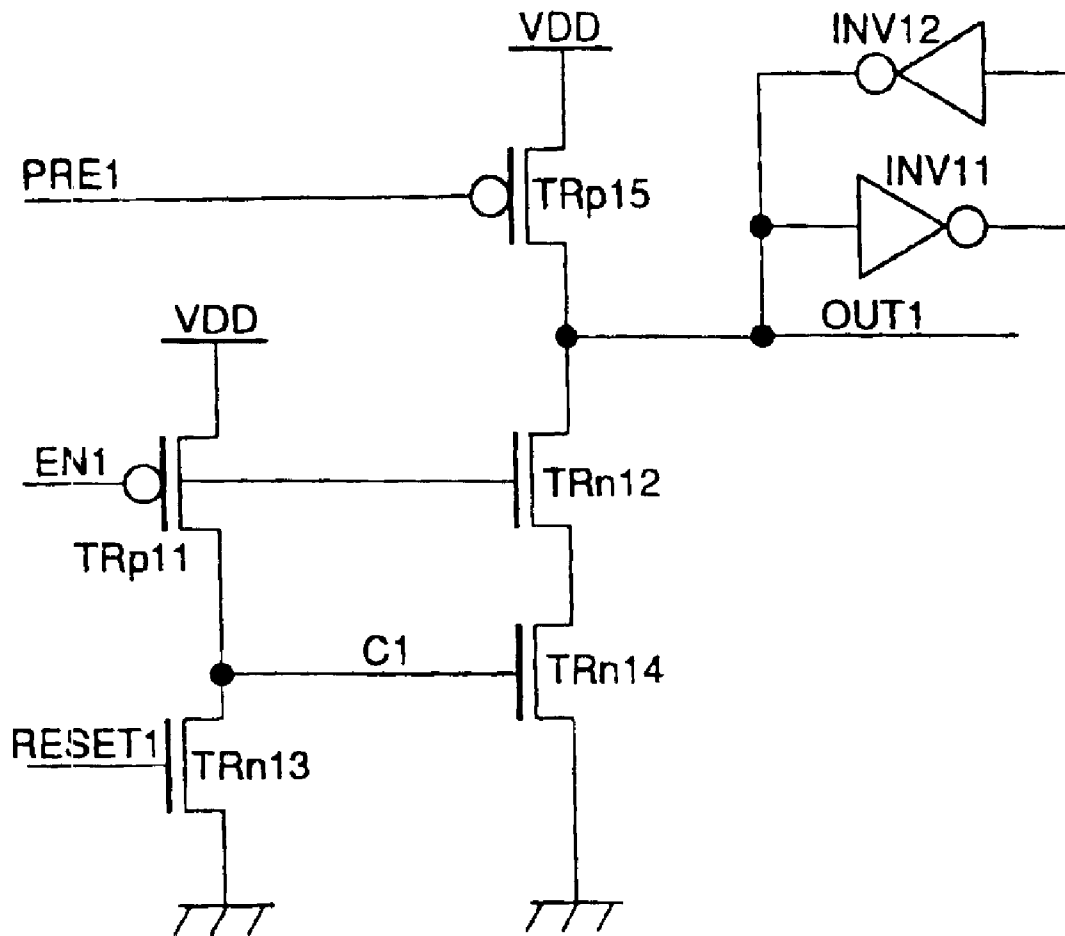 VDD
INV12
PRE1
TRp15
INV11
VDD
OUT1
EN1
TRn12
TRp11
C1
TRn14
RESET1
TRn13